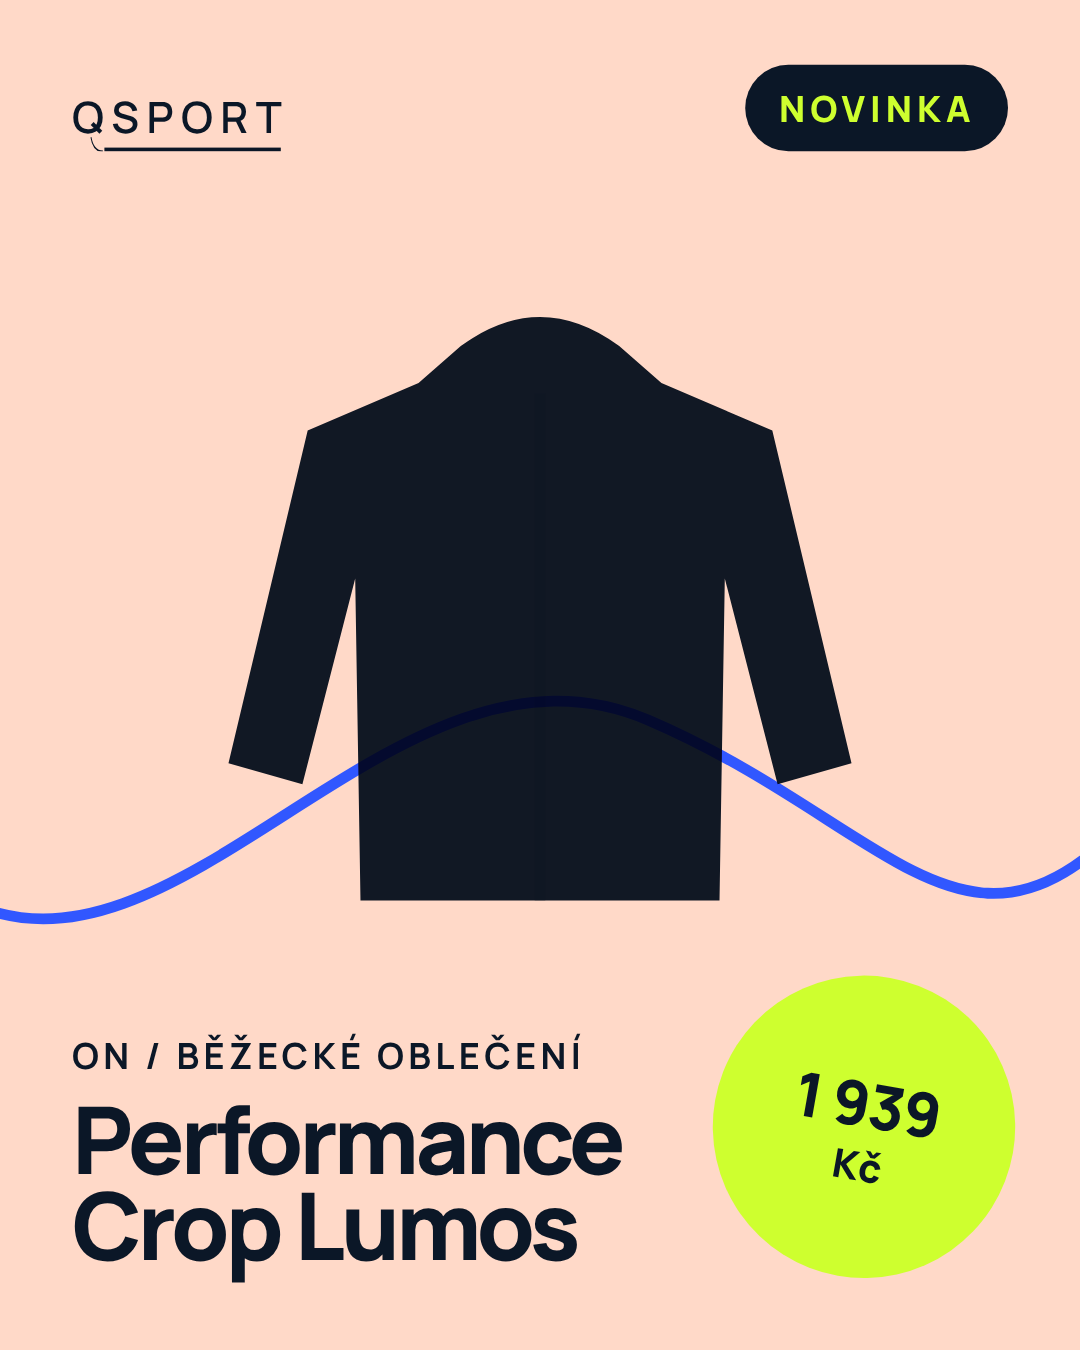 QSPORT
NOVINKA
ON / BĚŽECKÉ OBLEČENÍ
Performance
Crop Lumos
1 939
Kč